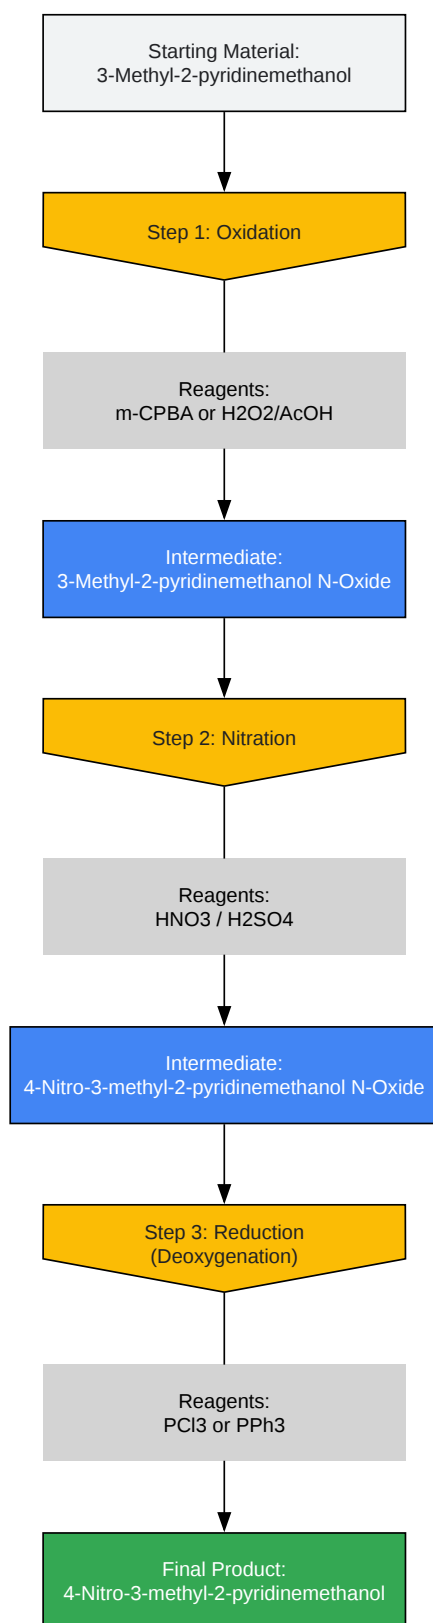 Starting Material:
3-Methyl-2-pyridinemethanol
Step 1: Oxidation
Reagents:
m-CPBA or H2O2/AcOH
Intermediate:
3-Methyl-2-pyridinemethanol N-Oxide
Step 2: Nitration
Reagents:
HNO3 / H2SO4
Intermediate:
4-Nitro-3-methyl-2-pyridinemethanol N-Oxide
Step 3: Reduction
(Deoxygenation)
Reagents:
PCl3 or PPh3
Final Product:
4-Nitro-3-methyl-2-pyridinemethanol